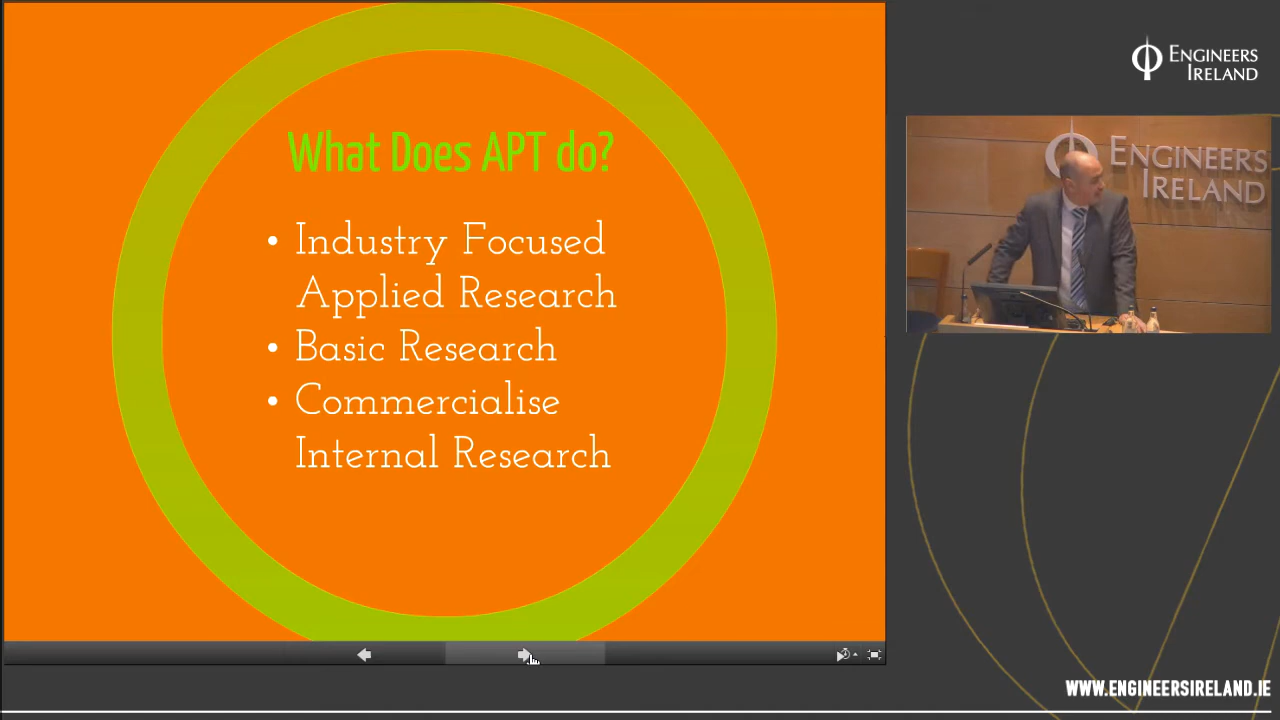 What Does APT do?
• Industry Focused
Applied Research
• Basic Research
• Commercialise
Internal Research
ENGINEERS
IRELAND
ENGINEERS
IRELAND
WWW.ENGINEERSIRELAND.IE